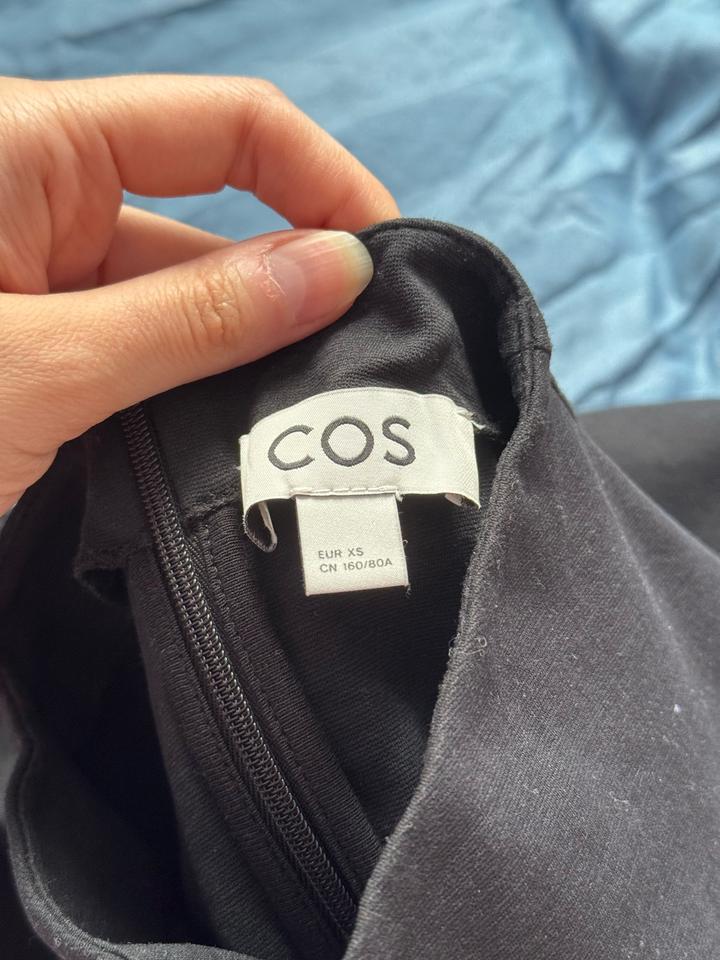 COS
EUR XS
CN 160/80A